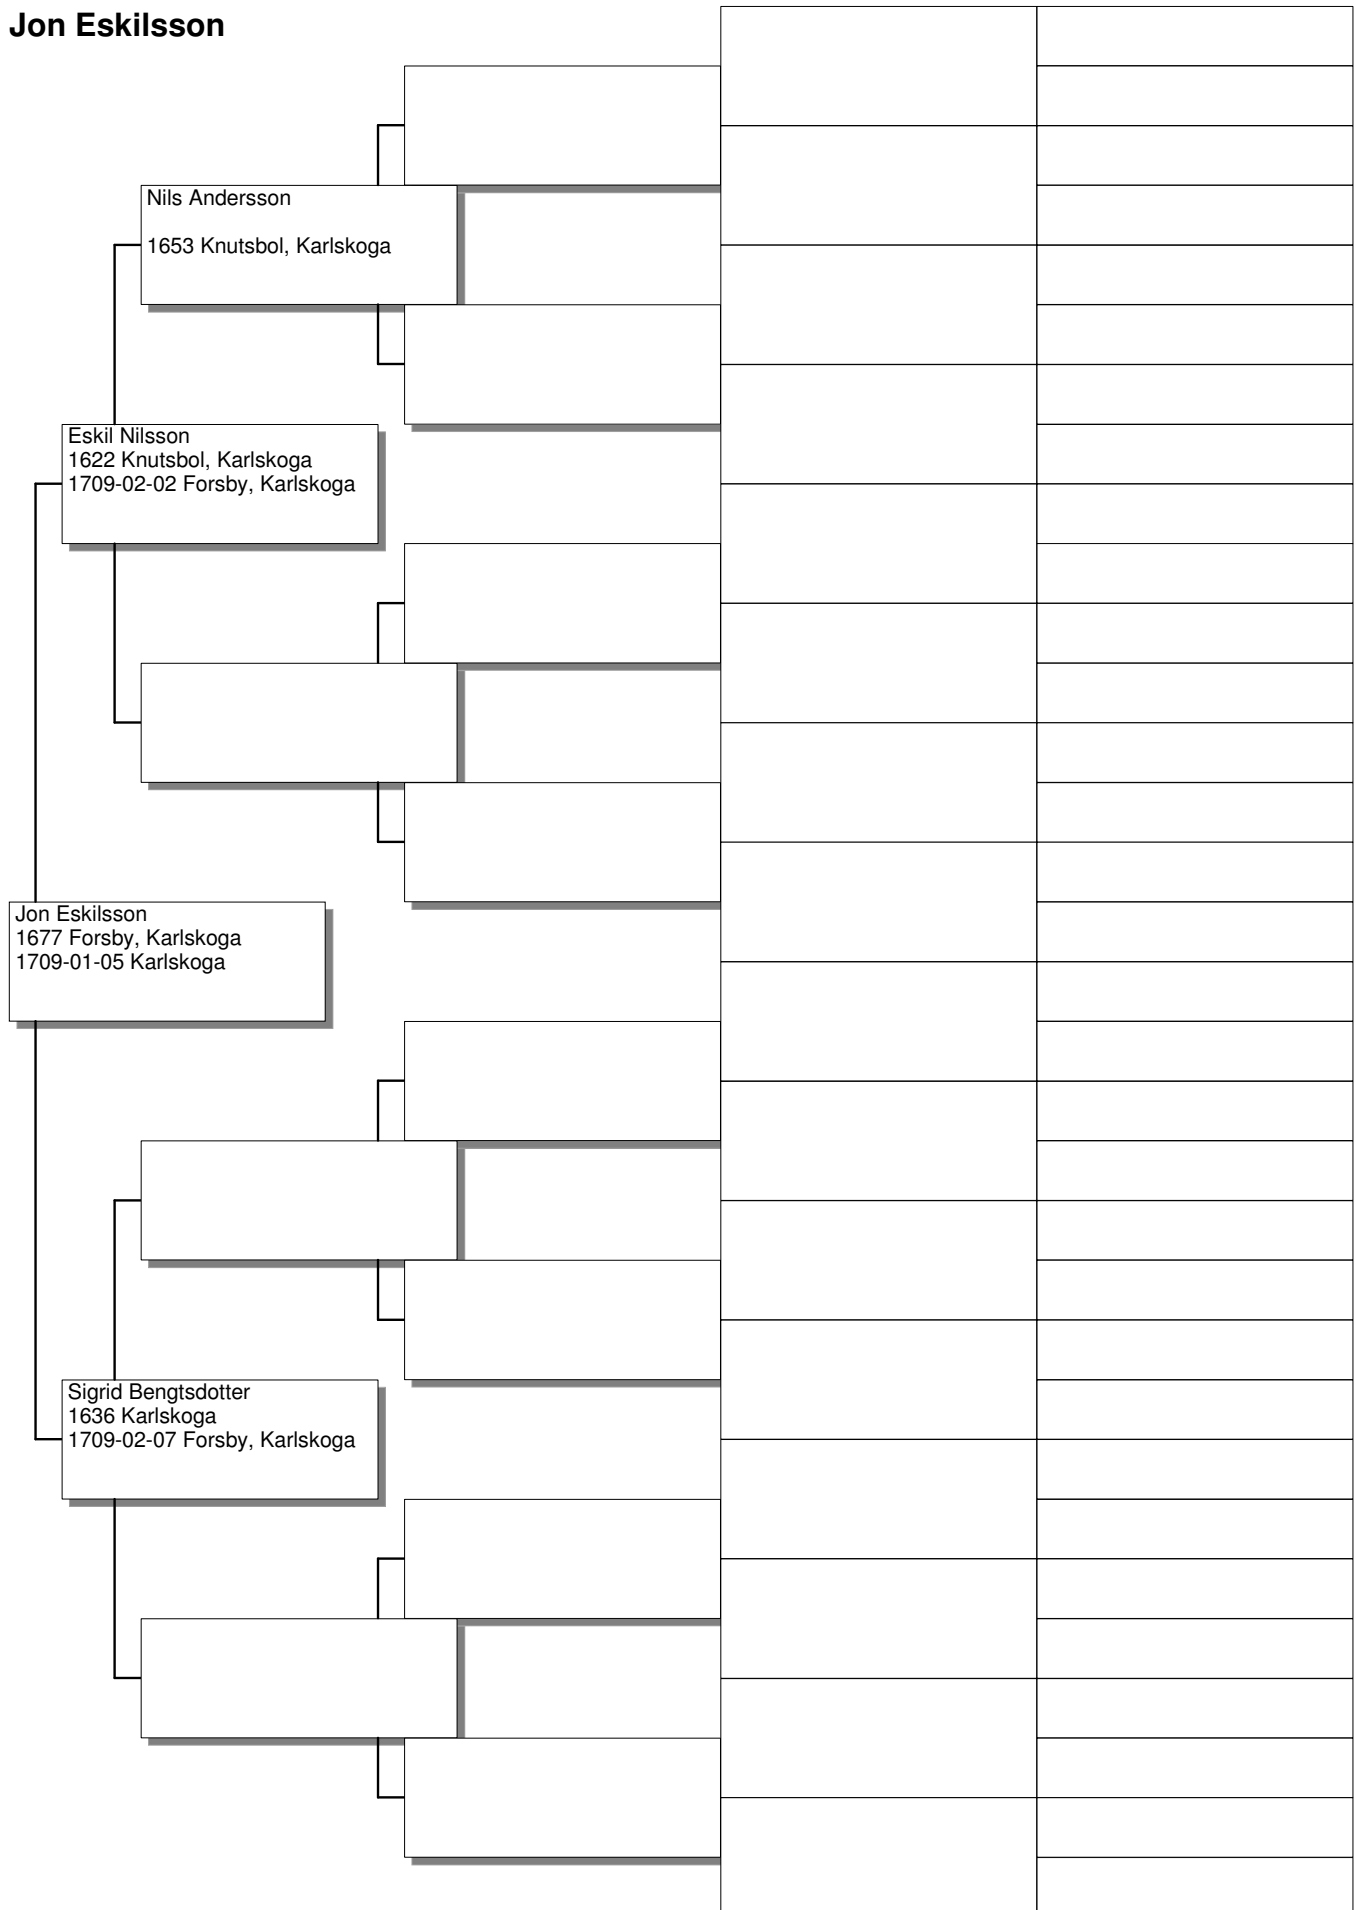 Jon Eskilsson
Nils Andersson
1653 Knutsbol, Karlskoga
Eskil Nilsson
1622 Knutsbol, Karlskoga
1709-02-02 Forsby, Karlskoga
Jon Eskilsson
1677 Forsby, Karlskoga
1709-01-05 Karlskoga
Sigrid Bengtsdotter
1636 Karlskoga
1709-02-07 Forsby, Karlskoga